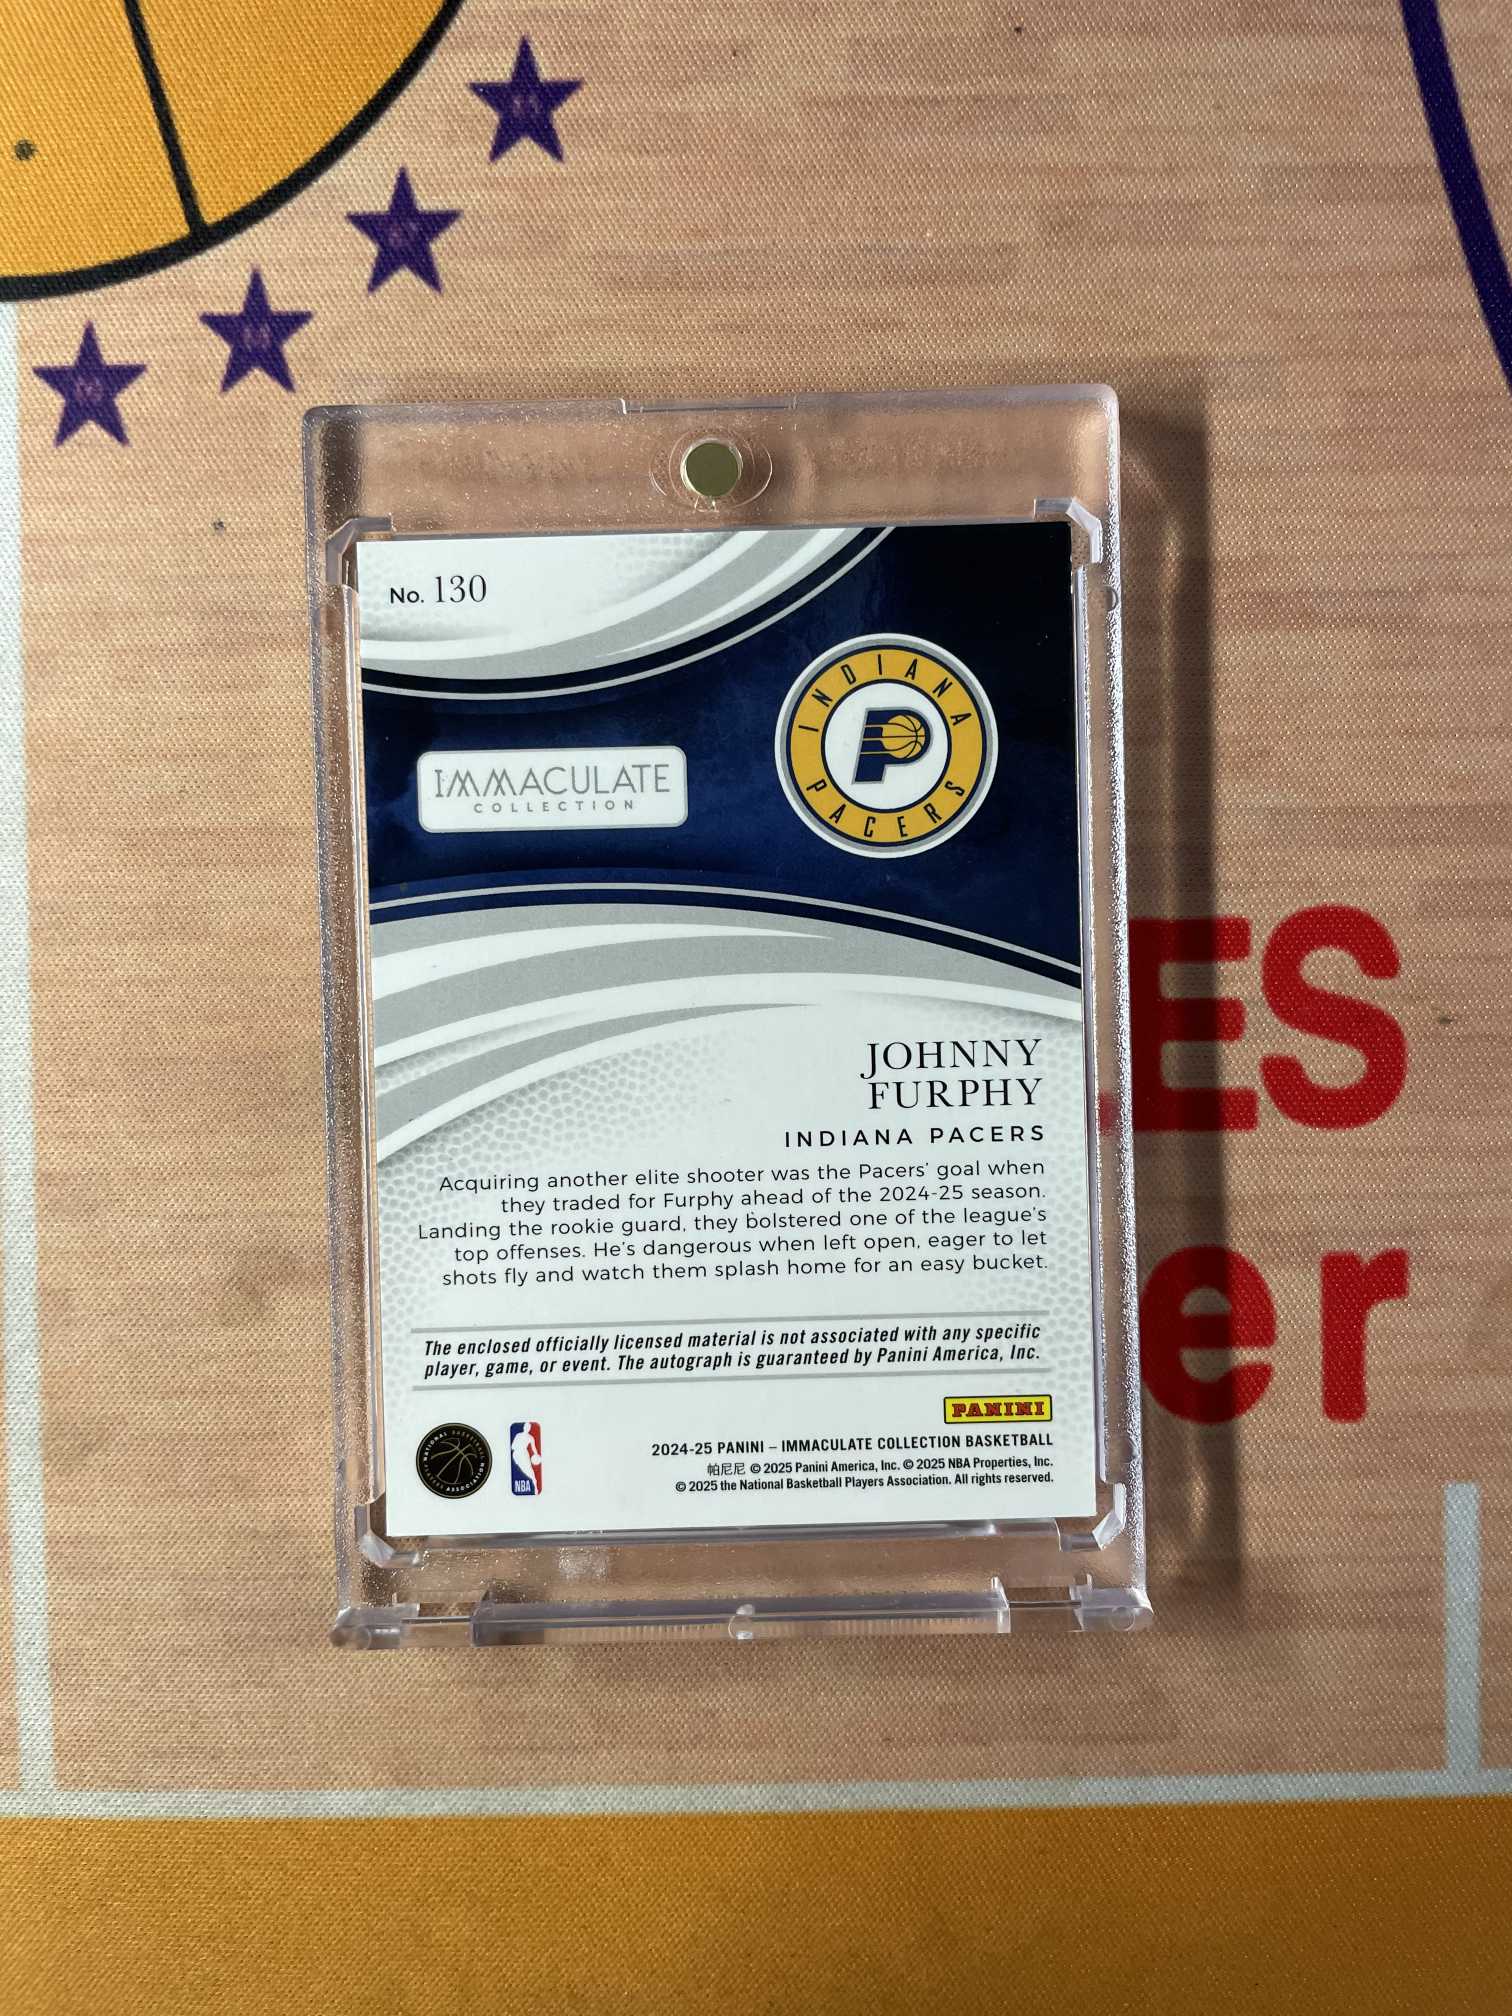 No. 130
INDIANA
PACERS
IMMACULATE
COLLECTION
JOHNNY
FURPHY
INDIANA PACERS
Acquiring another elite shooter was the Pacers' goal when
they traded for Furphy ahead of the 2024-25 season.
Landing the rookie guard, they bolstered one of the league's
top offenses. He's dangerous when left open, eager to let
shots fly and watch them splash home for an easy bucket.
The enclosed officially licensed material is not associated with any specific
player, game, or event. The autograph is guaranteed by Panini America, Inc.
PANINI
2024-25 PANINI – IMMACULATE COLLECTION BASKETBALL
帕尼尼 © 2025 Panini America, Inc. © 2025 NBA Properties, Inc.
© 2025 the National Basketball Players Association. All rights reserved.
NATIONAL BASKETBALL
PLAYERS ASSOCIATION
NBA
ES
er